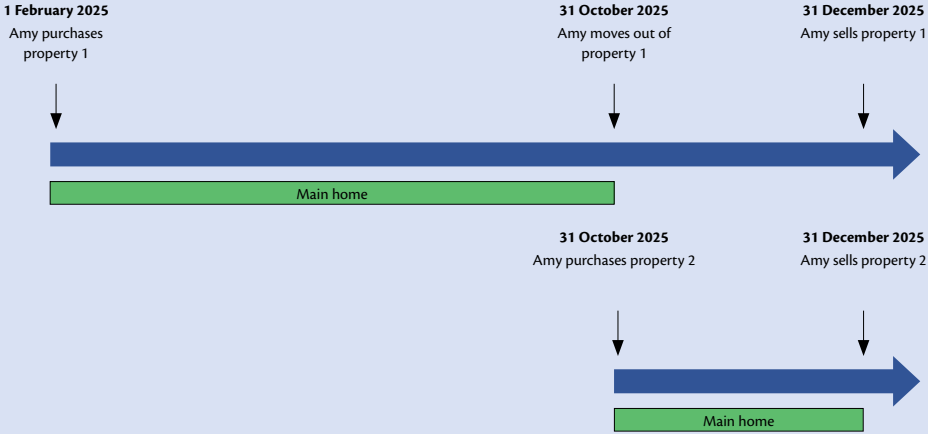 1 February 2025
Amy purchases
property 1
31 October 2025
Amy moves out of
property 1
31 December 2025
Amy sells property 1
Main home
31 October 2025
Amy purchases property 2
31 December 2025
Amy sells property 2
Main home